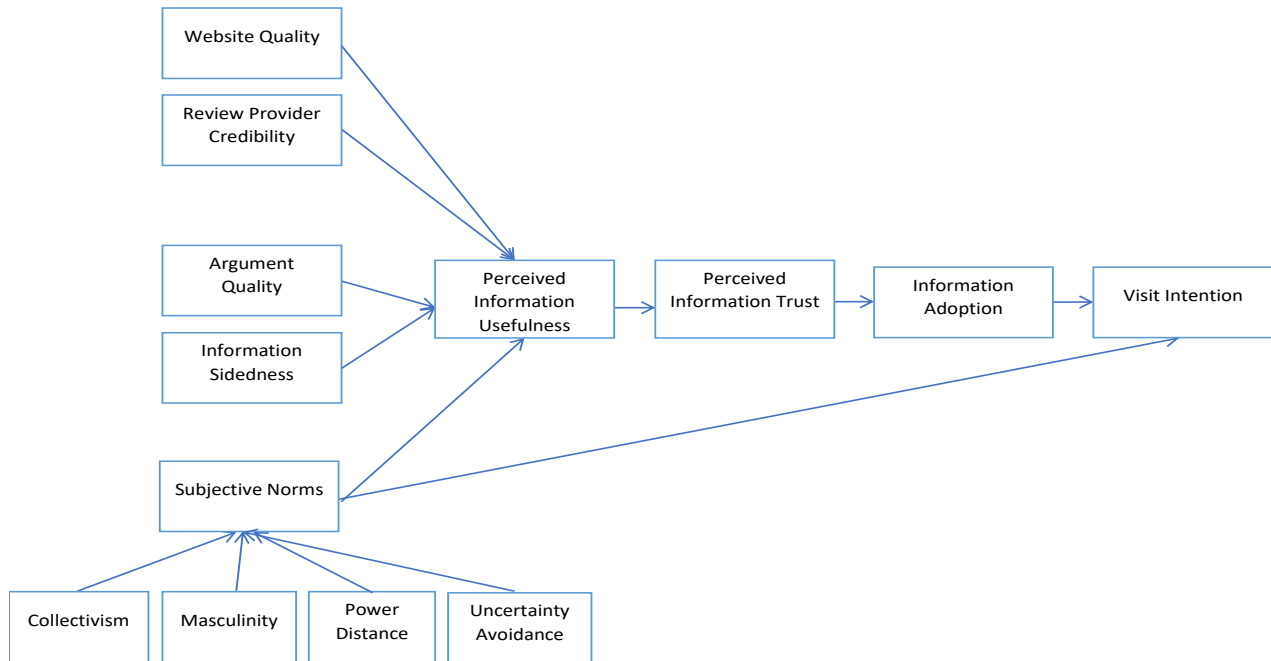 Website Quality
Review Provider
Credibility
Argument
Quality
Information
Sidedness
Perceived
Information
Usefulness
Perceived
Information Trust
Information
Adoption
Visit Intention
Subjective Norms
Collectivism
Masculinity
Power
Distance
Uncertainty
Avoidance